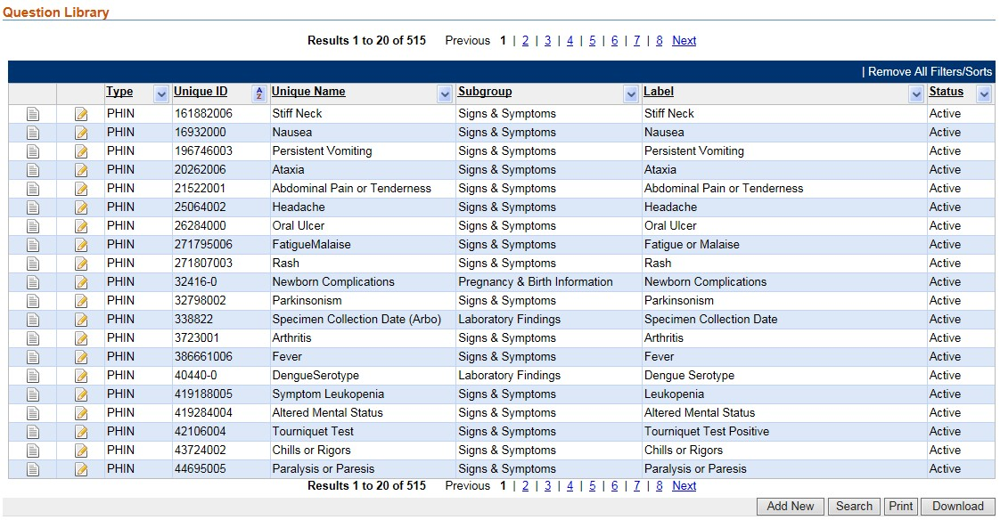 Question Library
Results 1 to 20 of 515 Previous 1 | 2 | 3 | 4 | 5 | 6 | 7 | 8 Next
| Remove All Filters/Sorts
Type Unique ID Unique Name Subgroup Label Status
PHIN 161882006 Stiff Neck Signs & Symptoms Stiff Neck Active
PHIN 16932000 Nausea Signs & Symptoms Nausea Active
PHIN 196746003 Persistent Vomiting Signs & Symptoms Persistent Vomiting Active
PHIN 20262006 Ataxia Signs & Symptoms Ataxia Active
PHIN 21522001 Abdominal Pain or Tenderness Signs & Symptoms Abdominal Pain or Tenderness Active
PHIN 25064002 Headache Signs & Symptoms Headache Active
PHIN 26284000 Oral Ulcer Signs & Symptoms Oral Ulcer Active
PHIN 271795006 FatigueMalaise Signs & Symptoms Fatigue or Malaise Active
PHIN 271807003 Rash Signs & Symptoms Rash Active
PHIN 32416-0 Newborn Complications Pregnancy & Birth Information Newborn Complications Active
PHIN 32798002 Parkinsonism Signs & Symptoms Parkinsonism Active
PHIN 338822 Specimen Collection Date (Arbo) Laboratory Findings Specimen Collection Date Active
PHIN 3723001 Arthritis Signs & Symptoms Arthritis Active
PHIN 386661006 Fever Signs & Symptoms Fever Active
PHIN 40440-0 DengueSerotype Laboratory Findings Dengue Serotype Active
PHIN 419188005 Symptom Leukopenia Signs & Symptoms Leukopenia Active
PHIN 419284004 Altered Mental Status Signs & Symptoms Altered Mental Status Active
PHIN 42106004 Tourniquet Test Signs & Symptoms Tourniquet Test Positive Active
PHIN 43724002 Chills or Rigors Signs & Symptoms Chills or Rigors Active
PHIN 44695005 Paralysis or Paresis Signs & Symptoms Paralysis or Paresis Active
Results 1 to 20 of 515 Previous 1 | 2 | 3 | 4 | 5 | 6 | 7 | 8 Next
Add New Search Print Download